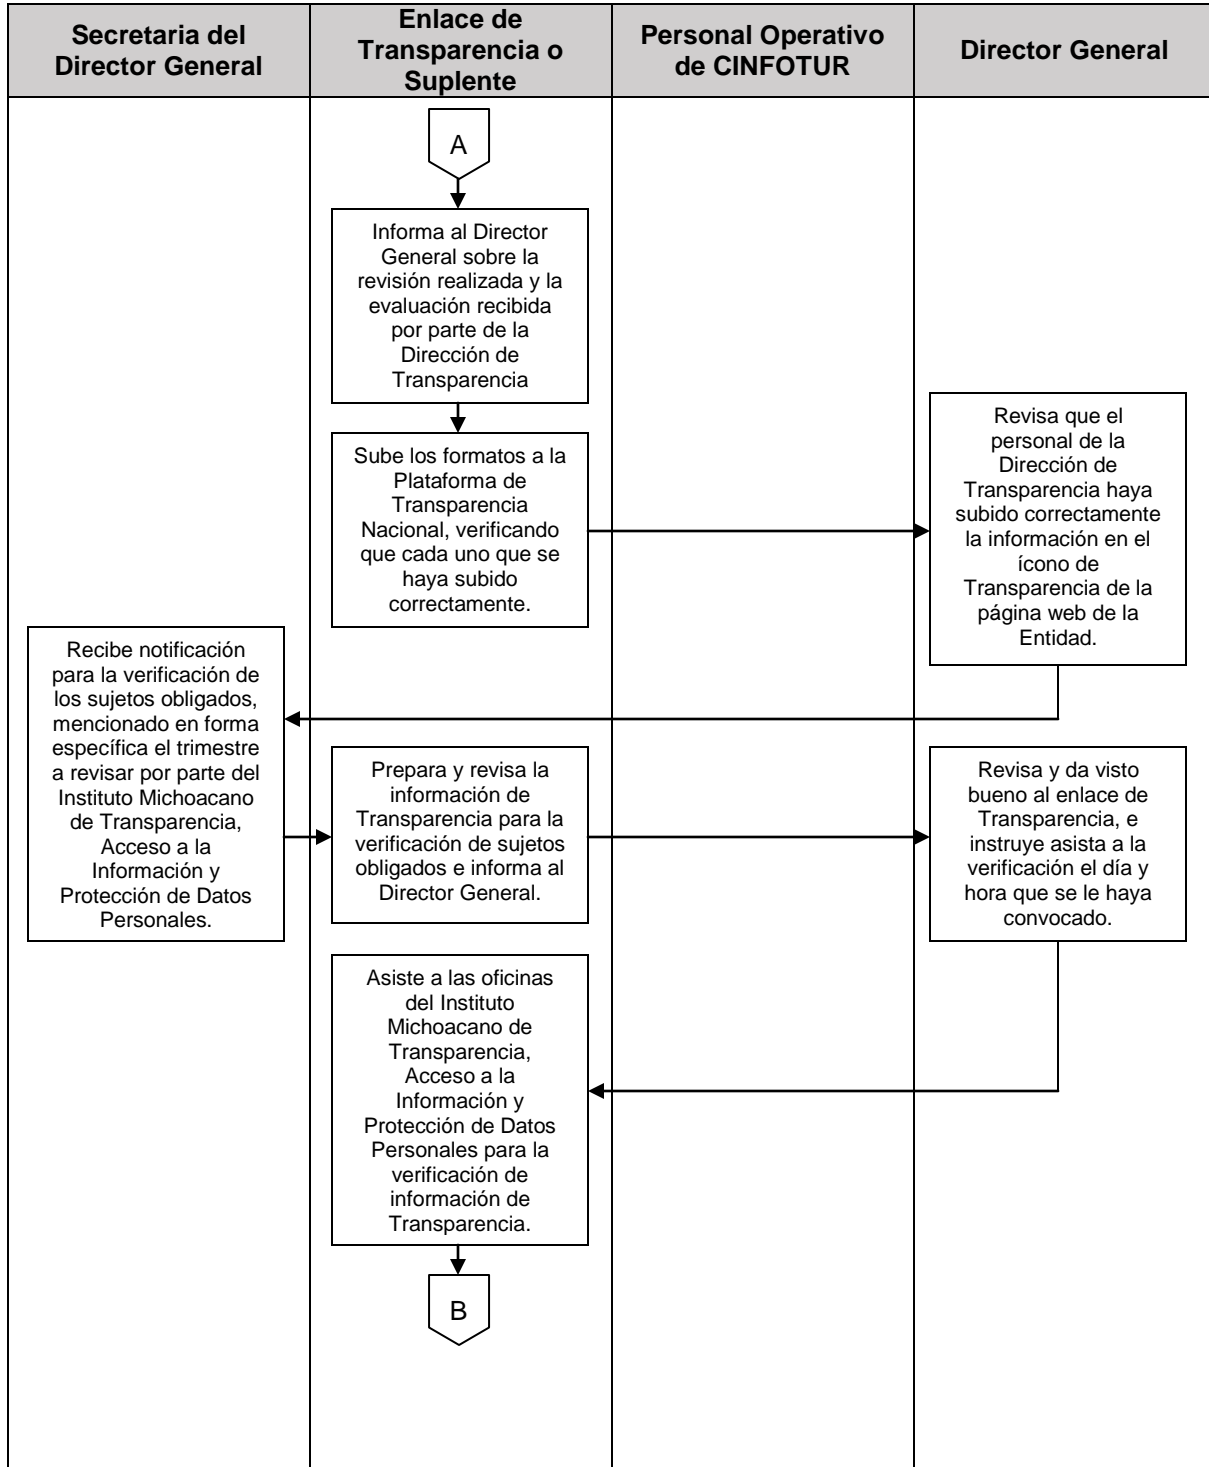 Secretaria del
Director General
Enlace de
Transparencia o
Suplente
Personal Operativo
de CINFOTUR
Director General
A
Informa al Director
General sobre la
revisión realizada y la
evaluación recibida
por parte de la
Dirección de
Transparencia
Sube los formatos a la
Plataforma de
Transparencia
Nacional, verificando
que cada uno que se
haya subido
correctamente.
Revisa que el
personal de la
Dirección de
Transparencia haya
subido correctamente
la información en el
ícono de
Transparencia de la
página web de la
Entidad.
Recibe notificación
para la verificación de
los sujetos obligados,
mencionado en forma
específica el trimestre
a revisar por parte del
Instituto Michoacano
de Transparencia,
Acceso a la
Información y
Protección de Datos
Personales.
Prepara y revisa la
información de
Transparencia para la
verificación de sujetos
obligados e informa al
Director General.
Revisa y da visto
bueno al enlace de
Transparencia, e
instruye asista a la
verificación el día y
hora que se le haya
convocado.
Asiste a las oficinas
del Instituto
Michoacano de
Transparencia,
Acceso a la
Información y
Protección de Datos
Personales para la
verificación de
información de
Transparencia.
B